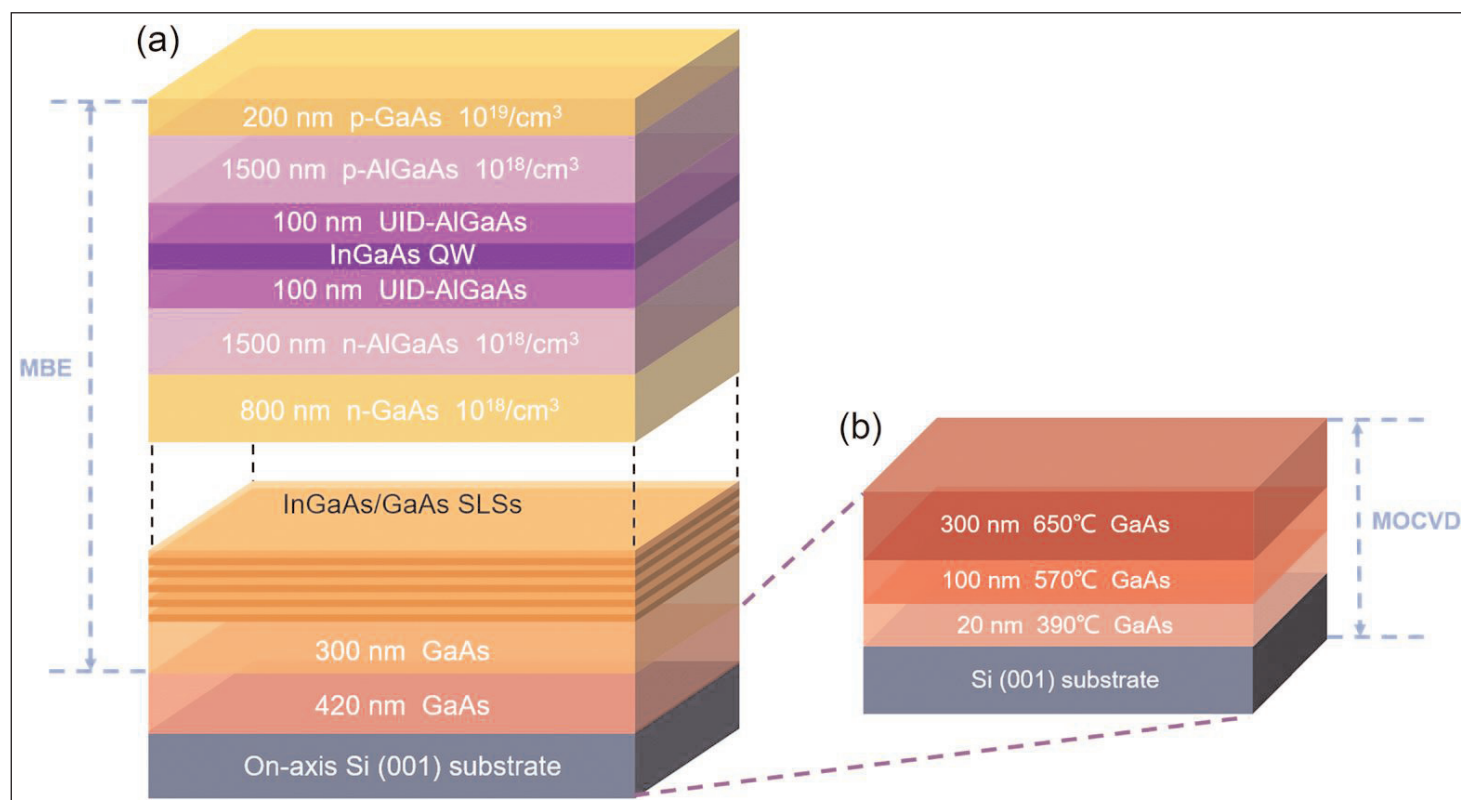 (a)
200 nm p-GaAs 10¹⁹/cm³
1500 nm p-AlGaAs 10¹⁸/cm³
100 nm UID-AlGaAs
InGaAs QW
100 nm UID-AlGaAs
1500 nm n-AlGaAs 10¹⁸/cm³
800 nm n-GaAs 10¹⁸/cm³
MBE
InGaAs/GaAs SLSs
300 nm GaAs
420 nm GaAs
On-axis Si (001) substrate
(b)
300 nm 650℃ GaAs
100 nm 570℃ GaAs
20 nm 390℃ GaAs
Si (001) substrate
MOCVD